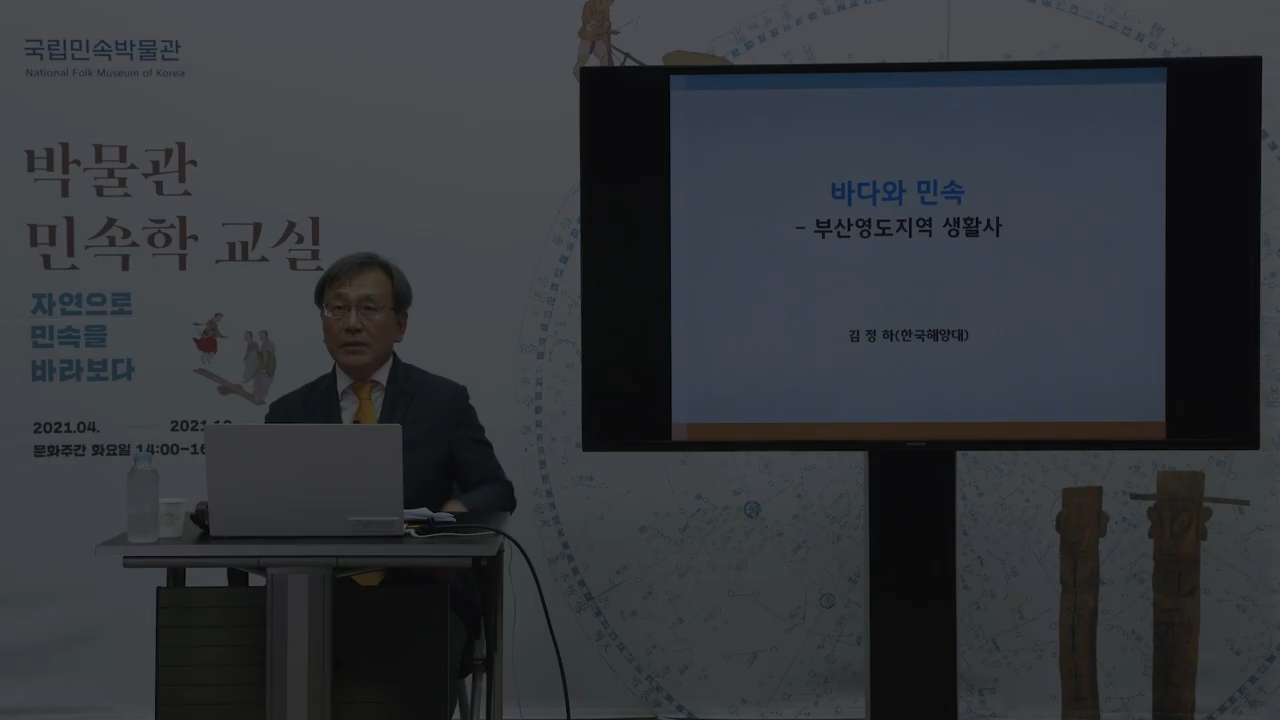 국립민속박물관
National Folk Museum of Korea
박물관
민속학 교실
자연으로
민속을
바라보다
2021.04.
문화주간 화요일 14:00-16
바다와 민속
- 부산영도지역 생활사
김 정 하(한국해양대)